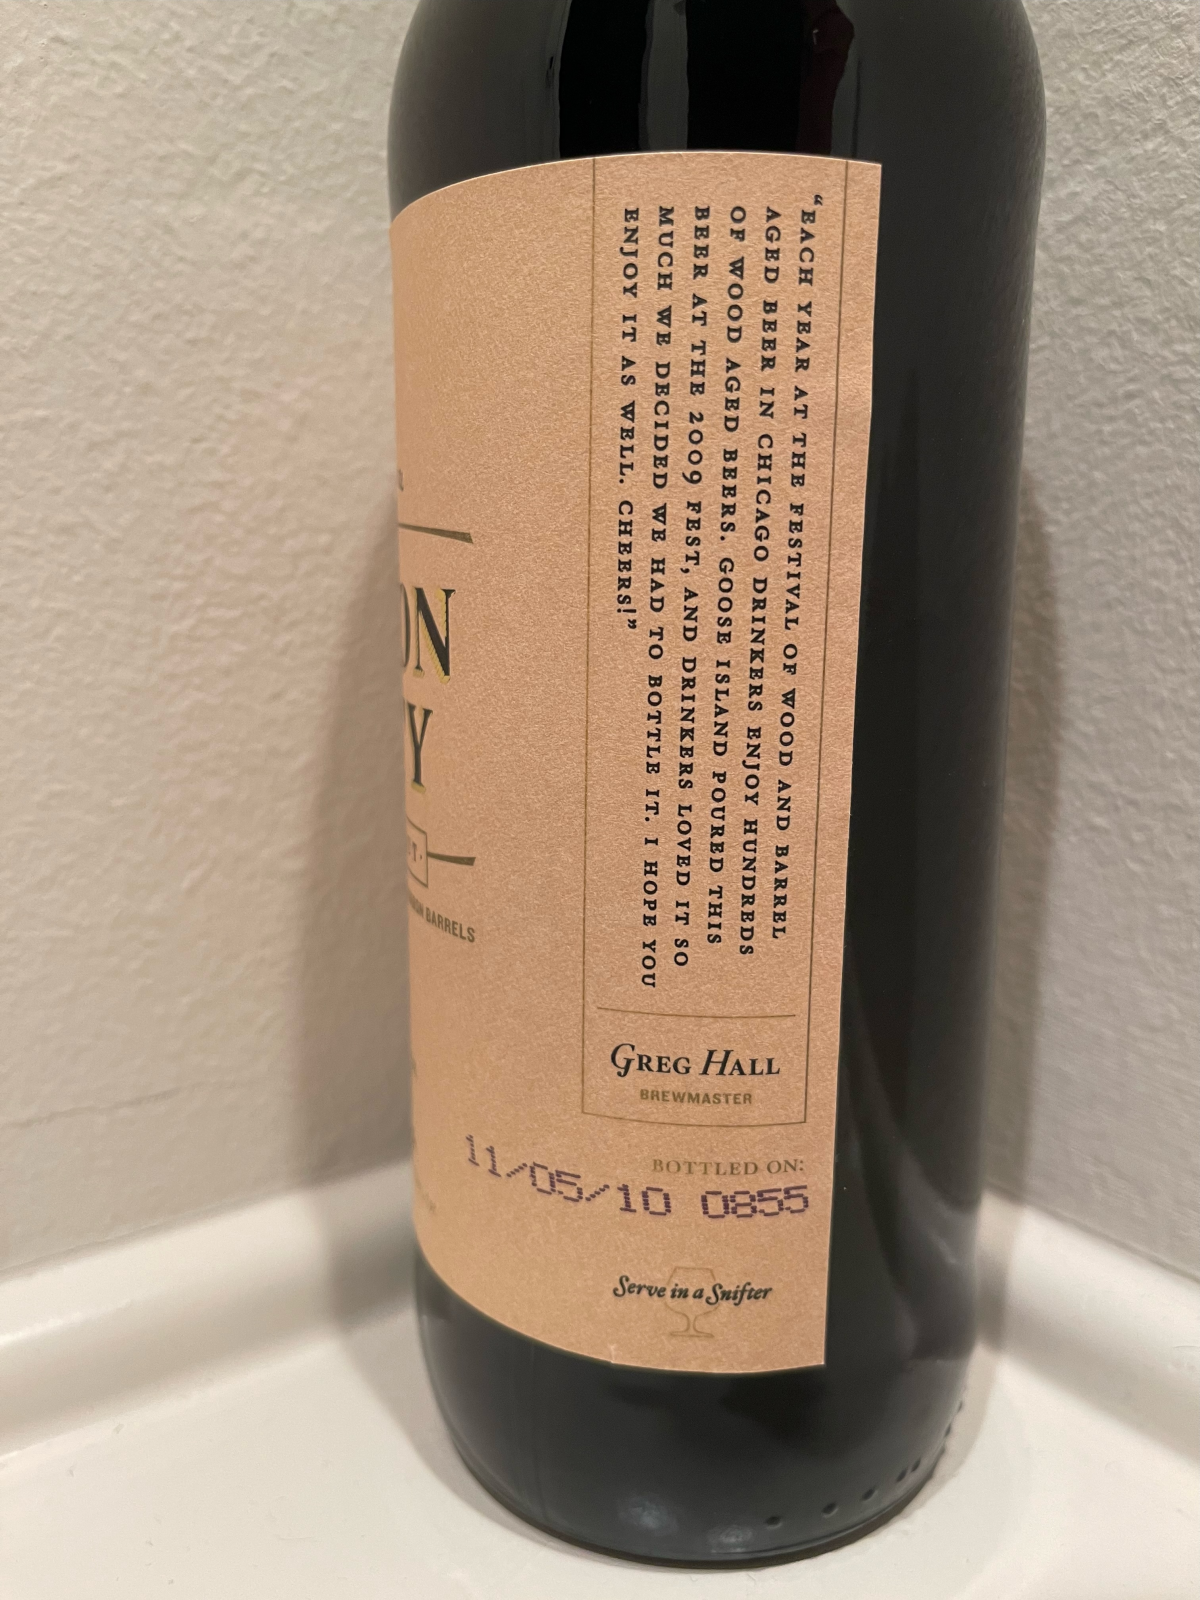 “EACH YEAR AT THE FESTIVAL OF WOOD AND BARREL
AGED BEER IN CHICAGO DRINKERS ENJOY HUNDREDS
OF WOOD AGED BEERS. GOOSE ISLAND POURED THIS
BEER AT THE 2009 FEST, AND DRINKERS LOVED IT SO
MUCH WE DECIDED WE HAD TO BOTTLE IT. I HOPE YOU
ENJOY IT AS WELL. CHEERS!”
GREG HALL
BREWMASTER
BOTTLED ON:
11/05/10 0855
Serve in a Snifter
ON
Y
BARRELS